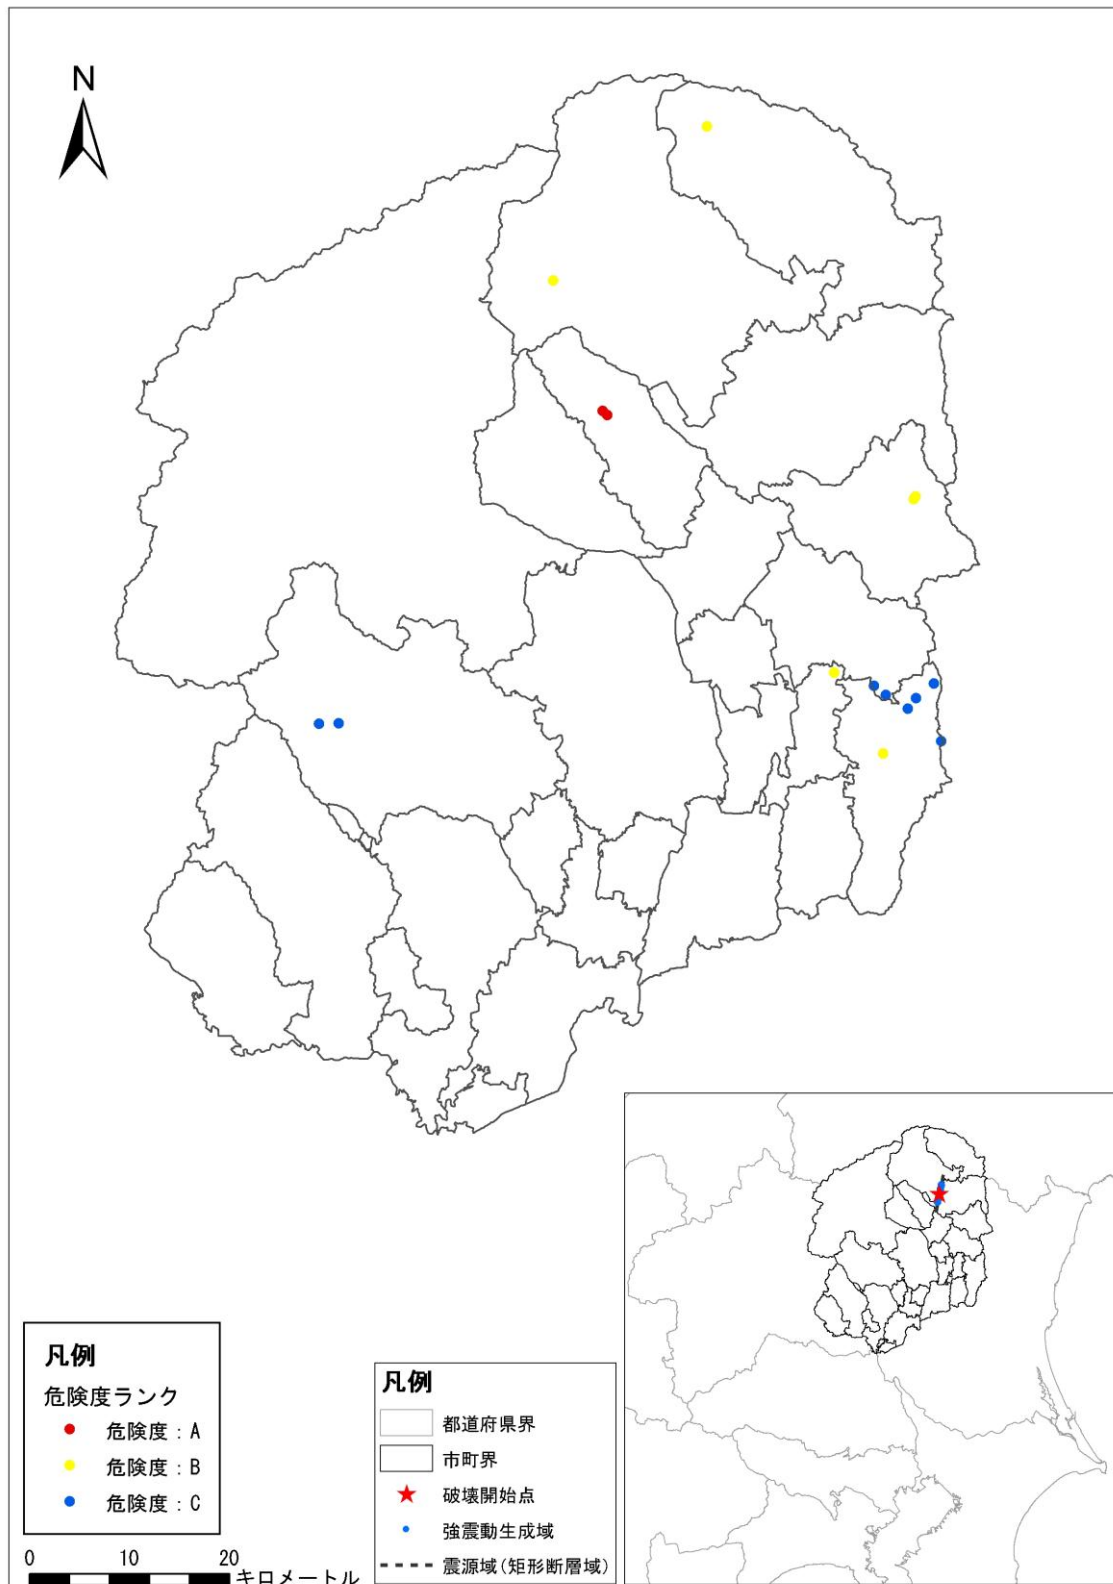 N
凡例
危険度ランク
危険度：A
危険度：B
危険度：C
0 10 20
キロメートル
凡例
都道府県界
市町界
破壊開始点
強震動生成域
震源域(矩形断層域)